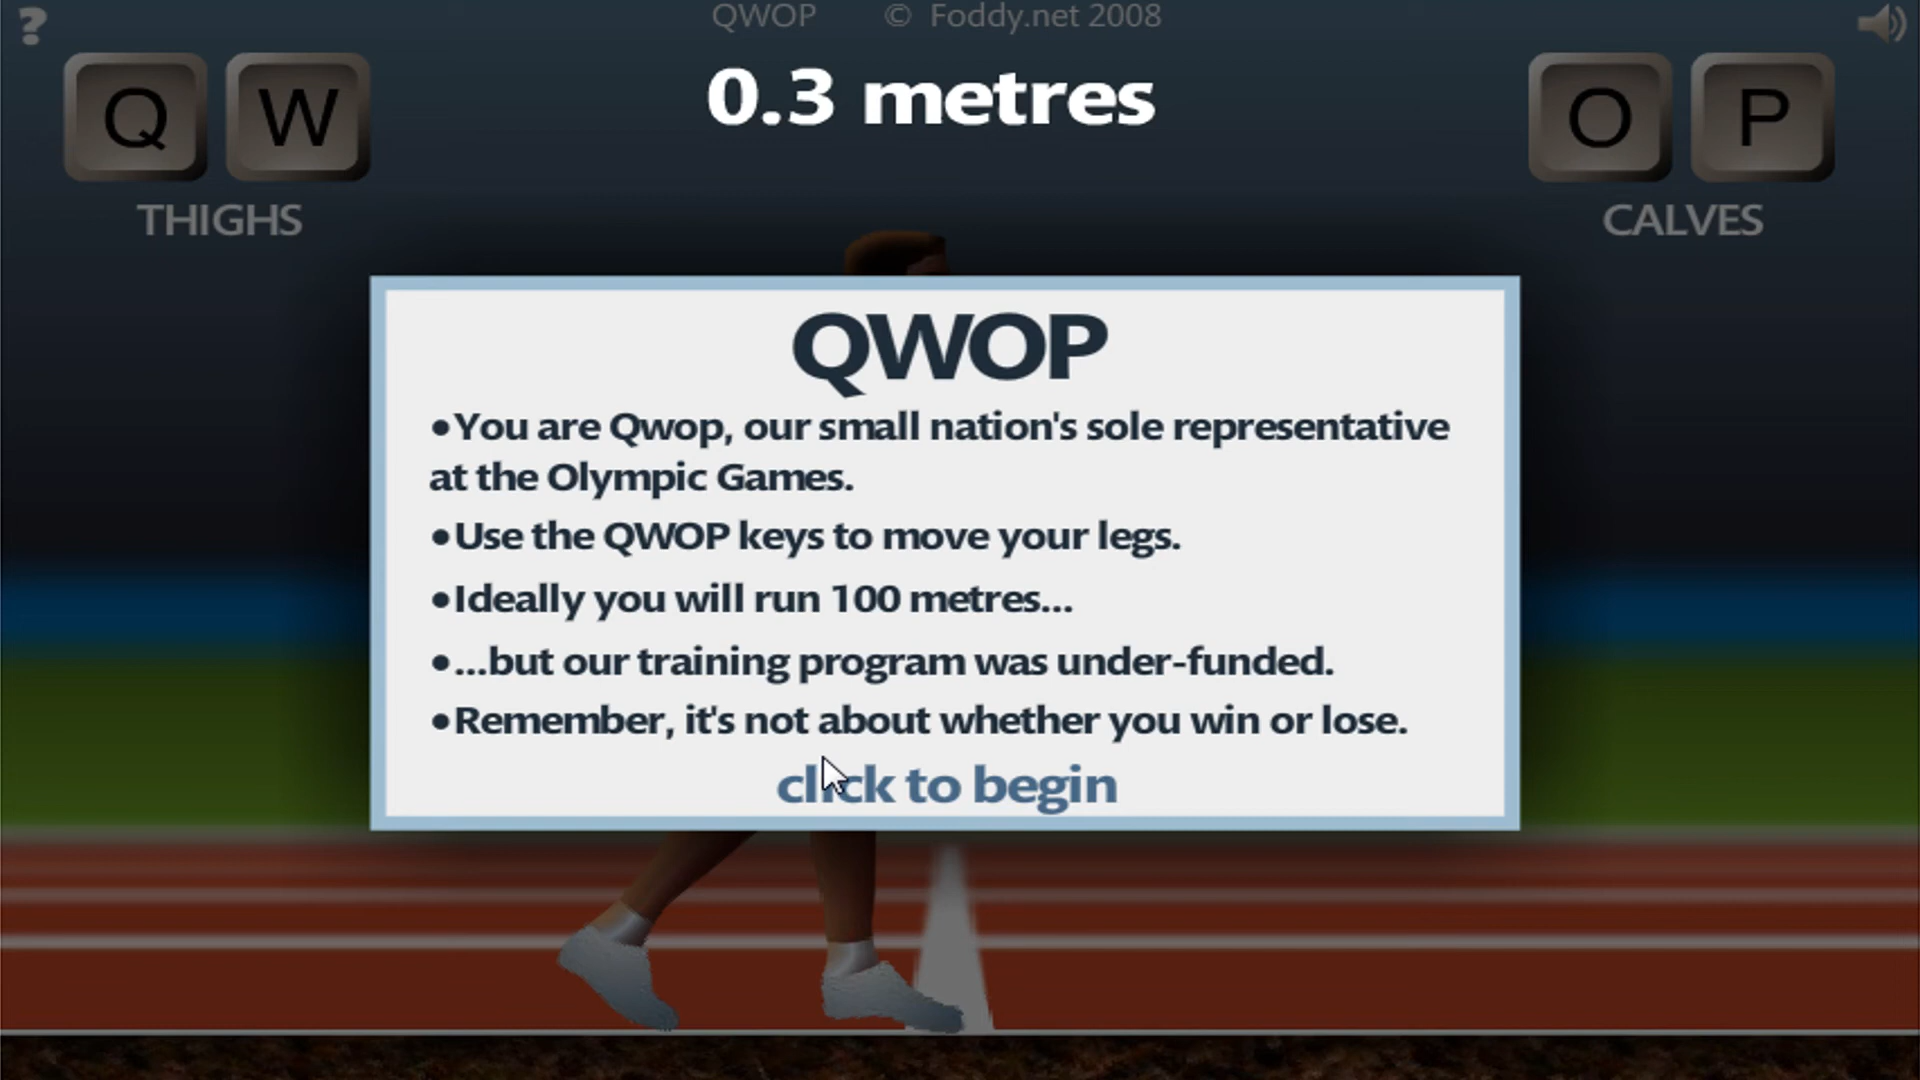 ?
QWOP © Foddy.net 2008
0.3 metres
Q W
O P
THIGHS
CALVES
QWOP
•You are Qwop, our small nation's sole representative
at the Olympic Games.
•Use the QWOP keys to move your legs.
•Ideally you will run 100 metres...
•...but our training program was under-funded.
•Remember, it's not about whether you win or lose.
click to begin